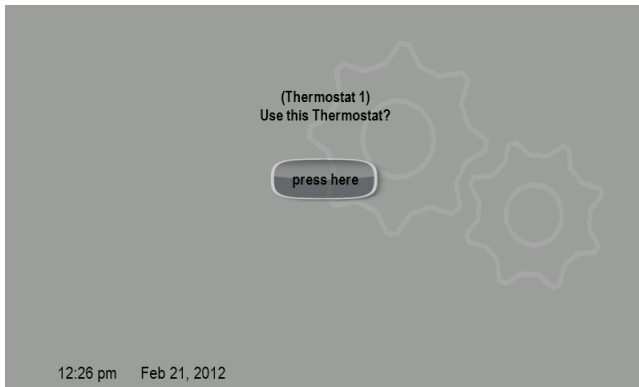 (Thermostat 1)
Use this Thermostat?
press here
12:26 pm Feb 21, 2012